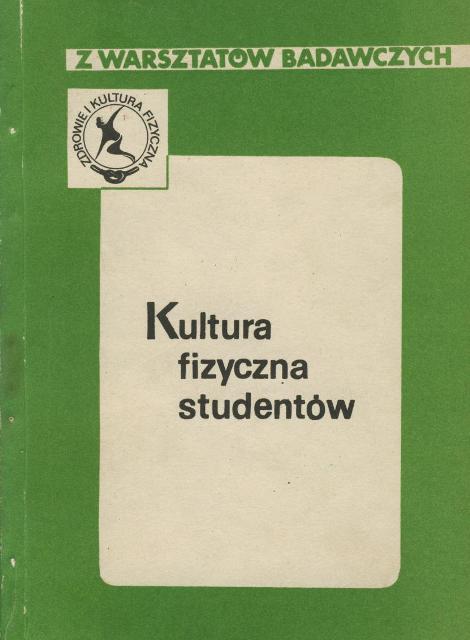 Z WARSZTATÓW BADAWCZYCH
ZDROWIE I KULTURA FIZYCZNA
Kultura
fizyczna
studentów